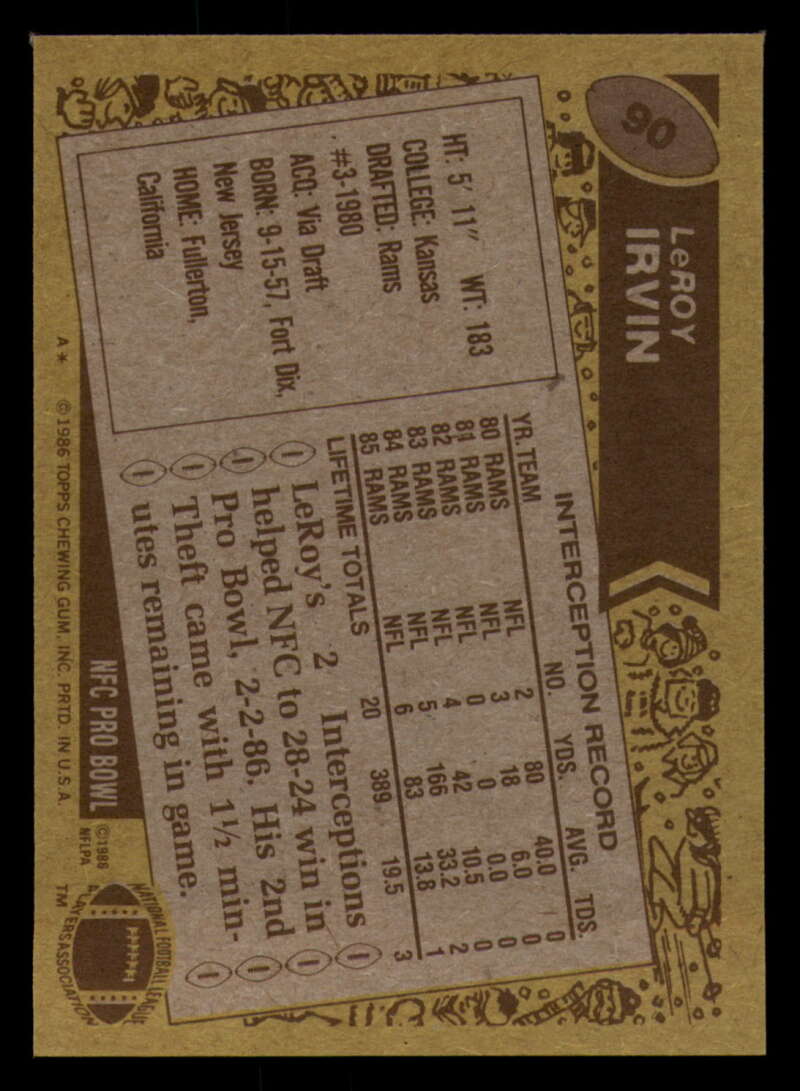 90
LeROY
IRVIN
HT: 5' 11" WT: 183
COLLEGE: Kansas
DRAFTED: Rams
#3-1980
ACQ: Via Draft
BORN: 9-15-57, Fort Dix,
New Jersey
HOME: Fullerton,
California
INTERCEPTION RECORD
YR. TEAM NO. YDS. AVG. TDS.
80 RAMS NFL 2 80 40.0 0
81 RAMS NFL 3 18 6.0 0
82 RAMS NFL 0 0 0.0 0
83 RAMS NFL 4 42 10.5 0
84 RAMS NFL 5 166 33.2 2
85 RAMS NFL 6 83 13.8 1
LIFETIME TOTALS 20 389 19.5 3
LeRoy's 2 Interceptions
helped NFC to 28-24 win in
Pro Bowl, 2-2-86. His 2nd
Theft came with 1½ min-
utes remaining in game.
NFC PRO BOWL
©1986
NFLPA
NATIONAL FOOTBALL LEAGUE
PLAYERS ASSOCIATION
TM
A* ©1986 TOPPS CHEWING GUM, INC. PRTD. IN U.S.A.